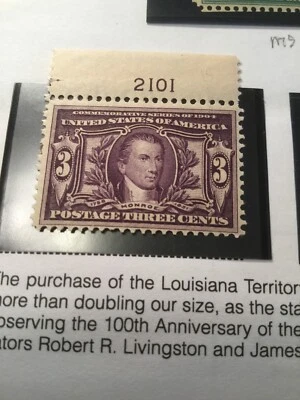 m5
2101
COMMEMORATIVE SERIES OF 1904
UNITED STATES OF AMERICA
3 3
MONROE
POSTAGE THREE CENTS
The purchase of the Louisiana Territor
more than doubling our size, as the sta
observing the 100th Anniversary of the
ators Robert R. Livingston and James